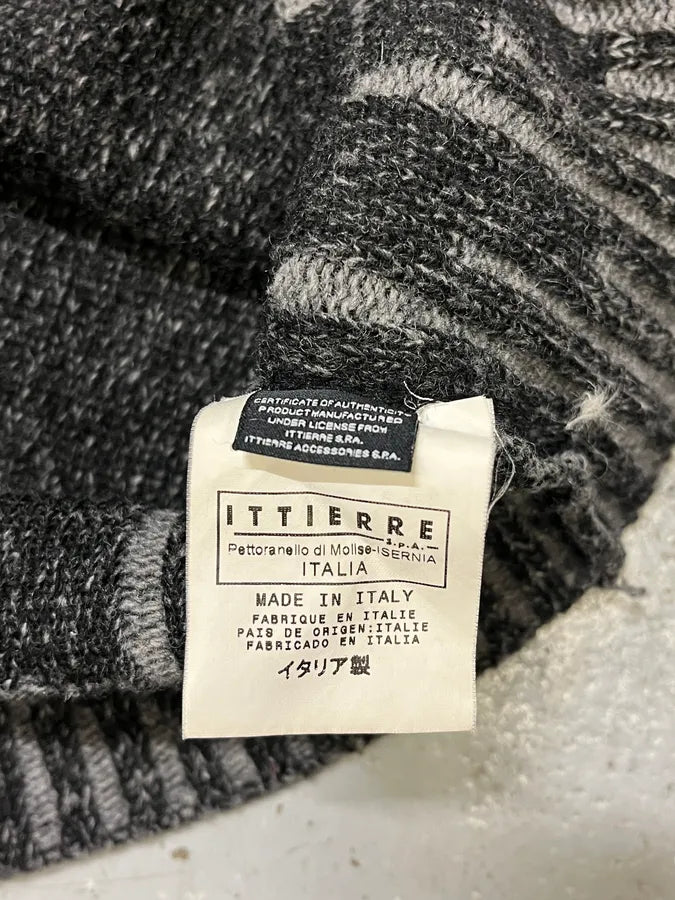 CERTIFICATE OF AUTHENTICITY
PRODUCT MANUFACTURED
UNDER LICENSE FROM
ITTIERRE S.P.A.
ITTIERRE ACCESSORIES S.P.A.
ITTIERRE
S.P.A.
Pettoranello di Molise-ISERNIA
ITALIA
MADE IN ITALY
FABRIQUE EN ITALIE
PAIS DE ORIGEN:ITALIE
FABRICADO EN ITALIA
イタリア製